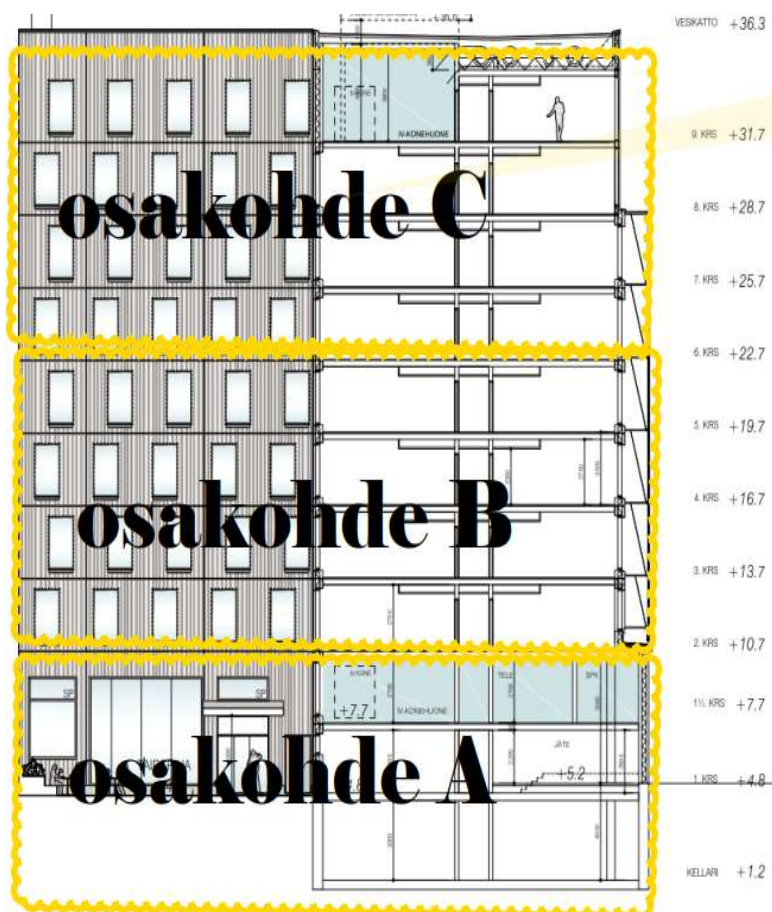 VESIKATTO +36.3
9. KRS +31.7
IV-KONEHUONE
osakohde C
8. KRS +28.7
7. KRS +25.7
6. KRS +22.7
5. KRS +19.7
4. KRS +16.7
osakohde B
3. KRS +13.7
2. KRS +10.7
SP
SP
IV-KONE
TELE
SPK
+7.7
IV-KONEHUONE
1½ KRS +7.7
JÄTE
+5.2
osakohde A
1. KRS +4.8
KELLARI +1.2